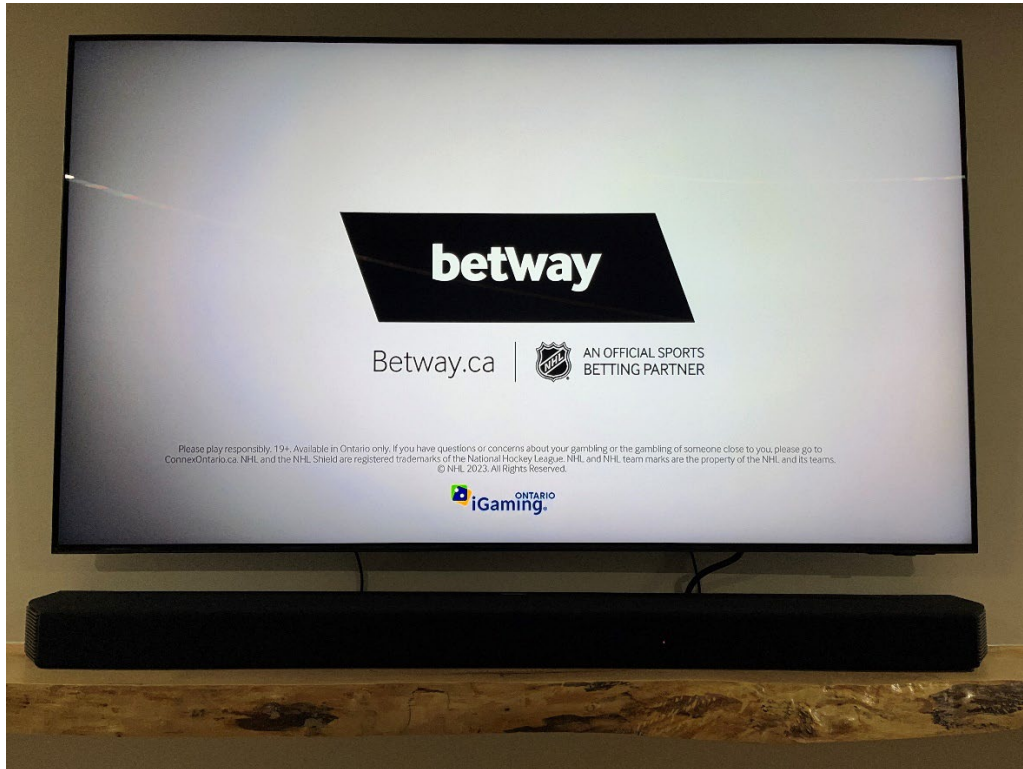 betway
Betway.ca
NHL
AN OFFICIAL SPORTS
BETTING PARTNER
Please play responsibly. 19+. Available in Ontario only. If you have questions or concerns about your gambling or the gambling of someone close to you, please go to
ConnexOntario.ca. NHL and the NHL Shield are registered trademarks of the National Hockey League. NHL and NHL team marks are the property of the NHL and its teams.
© NHL 2023. All Rights Reserved.
iGaming ONTARIO